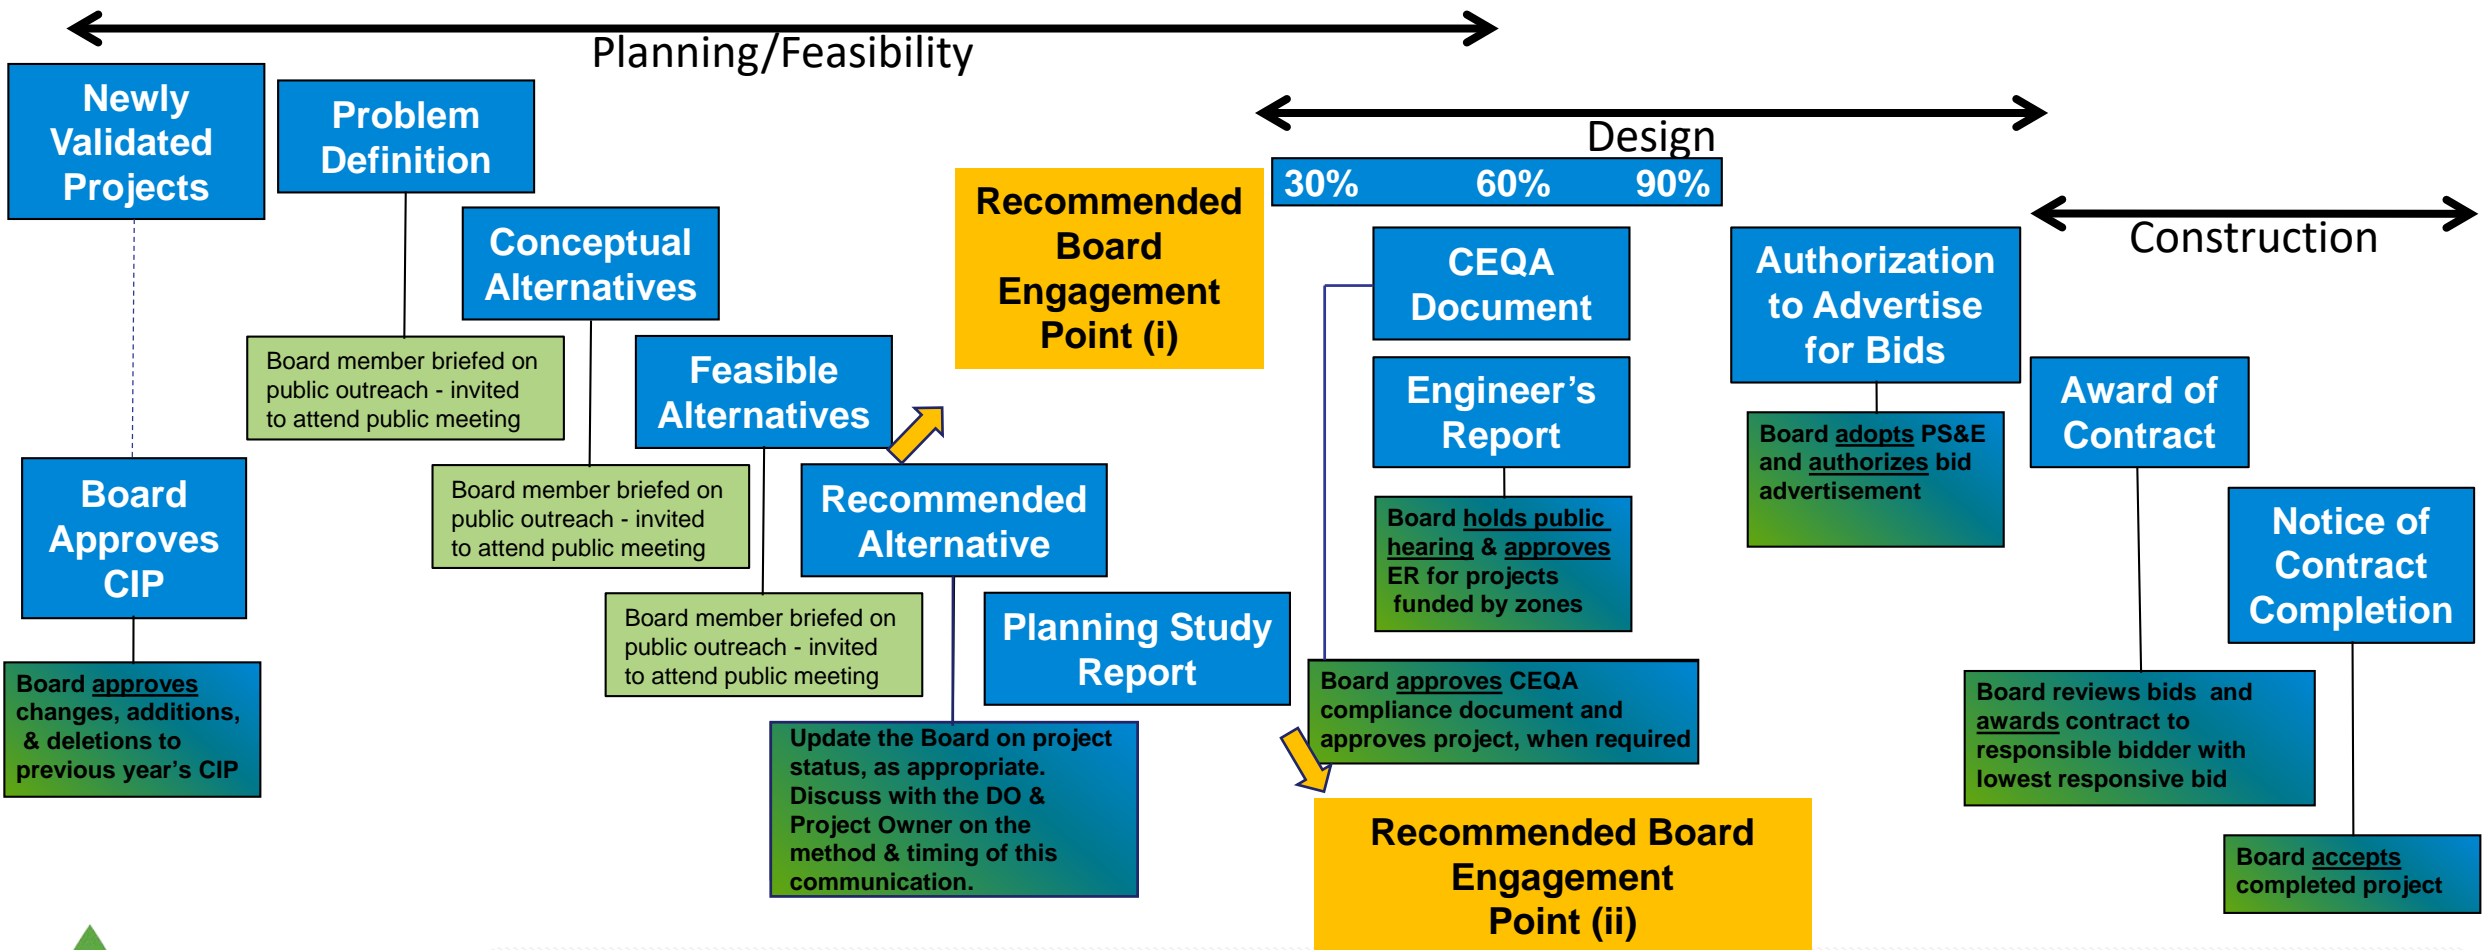 Planning/Feasibility
Newly
Validated
Projects
Problem
Definition
Conceptual
Alternatives
Feasible
Alternatives
Recommended
Alternative
Planning Study
Report
Board
Approves
CIP
Board approves
changes, additions,
& deletions to
previous year's CIP
Board member briefed on
public outreach - invited
to attend public meeting
Board member briefed on
public outreach - invited
to attend public meeting
Board member briefed on
public outreach - invited
to attend public meeting
Update the Board on project
status, as appropriate.
Discuss with the DO &
Project Owner on the
method & timing of this
communication.
Recommended
Board
Engagement
Point (i)
Design
30% 60% 90%
CEQA
Document
Engineer’s
Report
Board holds public
hearing & approves
ER for projects
funded by zones
Board approves CEQA
compliance document and
approves project, when required
Recommended Board
Engagement
Point (ii)
Authorization
to Advertise
for Bids
Board adopts PS&E
and authorizes bid
advertisement
Construction
Award of
Contract
Board reviews bids and
awards contract to
responsible bidder with
lowest responsive bid
Notice of
Contract
Completion
Board accepts
completed project